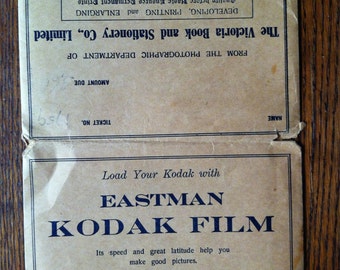 NAME
TICKET NO.
AMOUNT DUE
FROM THE PHOTOGRAPHIC DEPARTMENT OF
The Victoria Book and Stationery Co., Limited
DEVELOPING, PRINTING and ENLARGING
Load Your Kodak with
EASTMAN
KODAK FILM
Its speed and great latitude help you
make good pictures.